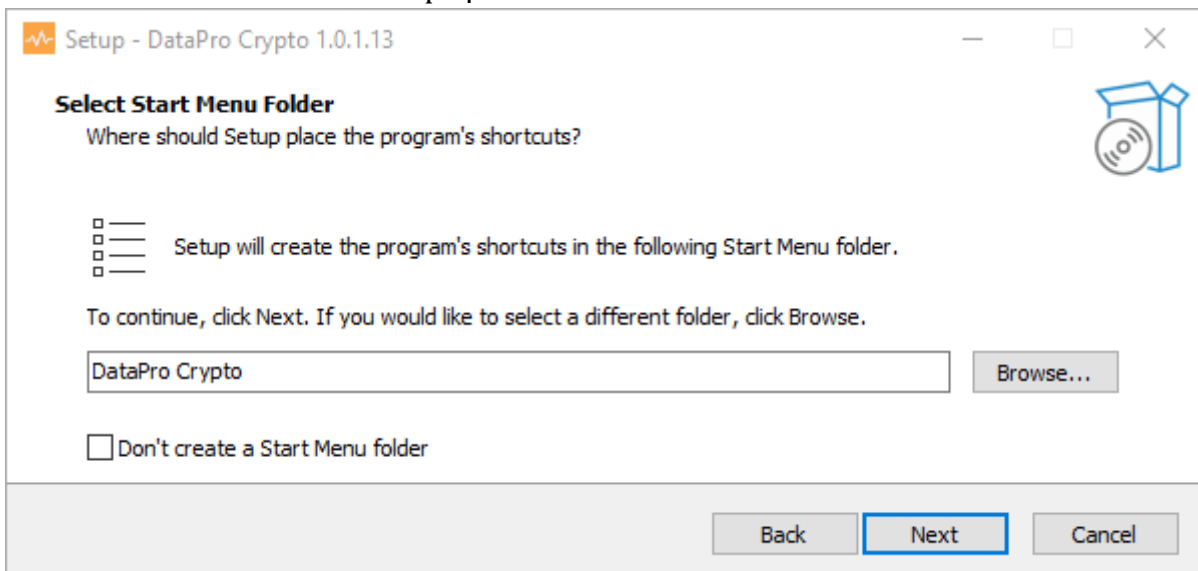 Setup - DataPro Crypto 1.0.1.13
Select Start Menu Folder
Where should Setup place the program's shortcuts?
Setup will create the program's shortcuts in the following Start Menu folder.
To continue, click Next. If you would like to select a different folder, click Browse.
DataPro Crypto
Browse...
Don't create a Start Menu folder
Back
Next
Cancel